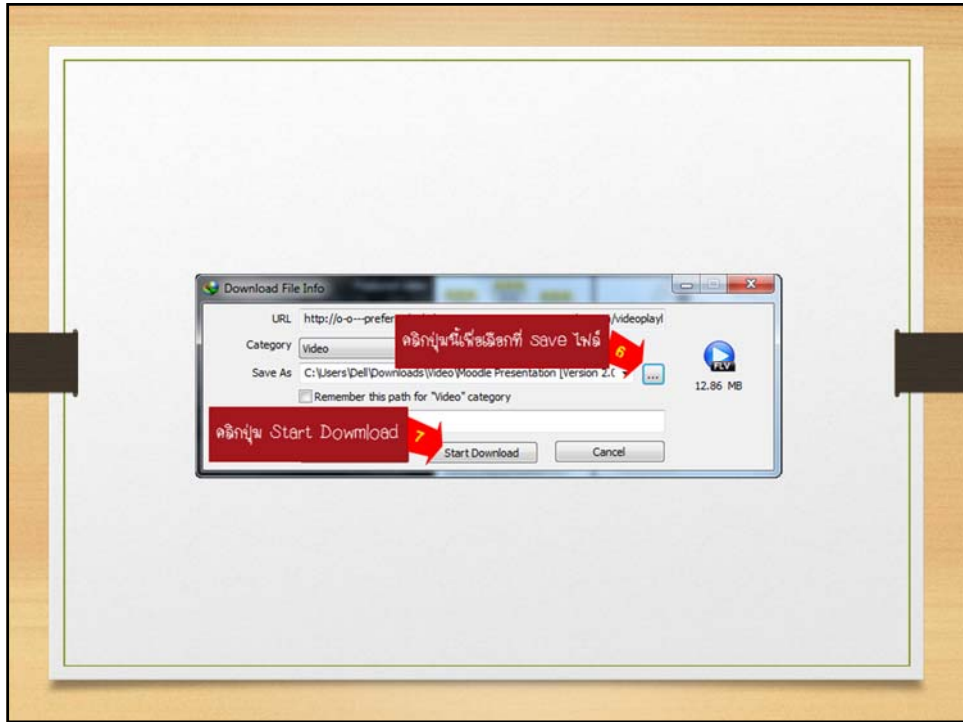 Download File Info
URL http://o-o---prefer /videoplayl
คลิกปุ่มนี้เพื่อเลือกที่ save ไฟล์ 6
Category Video
Save As C:\Users\Dell\Downloads\Video\Moodle Presentation [Version 2.0 ...
FLV
12.86 MB
Remember this path for "Video" category
คลิกปุ่ม Start Dowmload 7
Start Download Cancel